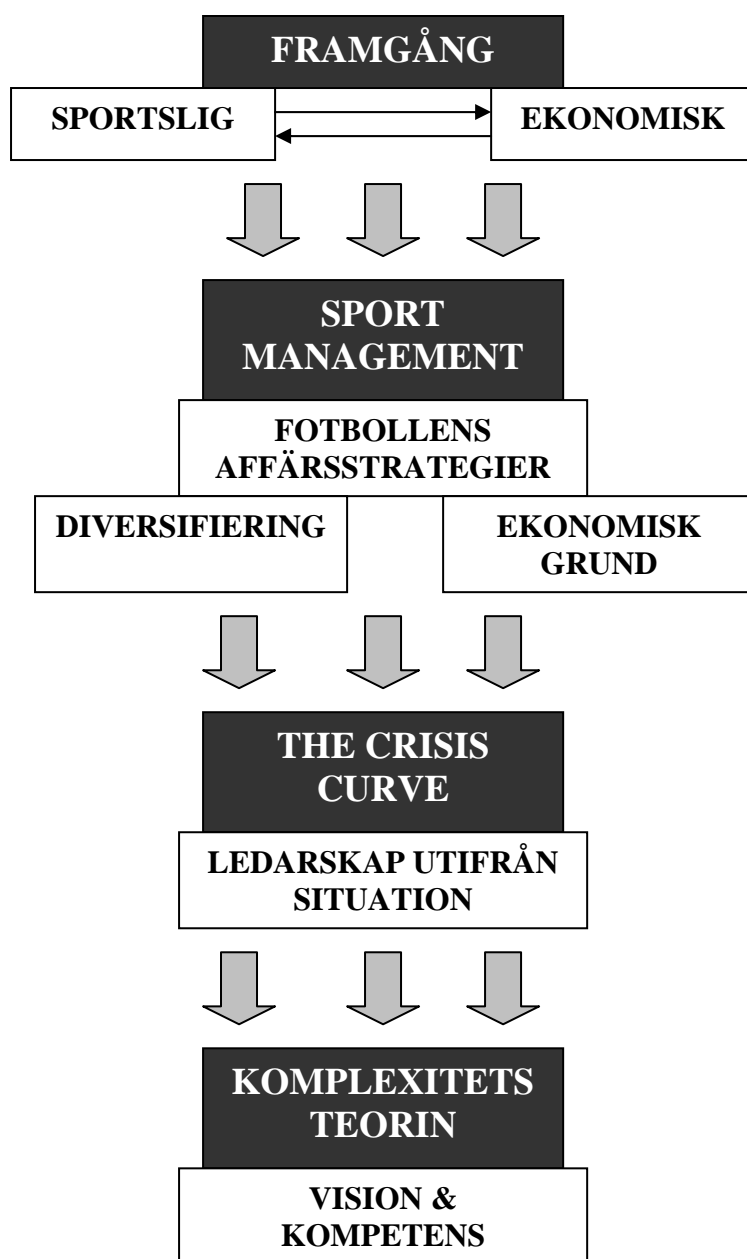 FRAMGÅNG
SPORTSLIG
EKONOMISK
SPORT
MANAGEMENT
FOTBOLLENS
AFFÄRSSTRATEGIER
DIVERSIFIERING
EKONOMISK
GRUND
THE CRISIS
CURVE
LEDARSKAP UTIFRÅN
SITUATION
KOMPLEXITETS
TEORIN
VISION &
KOMPETENS